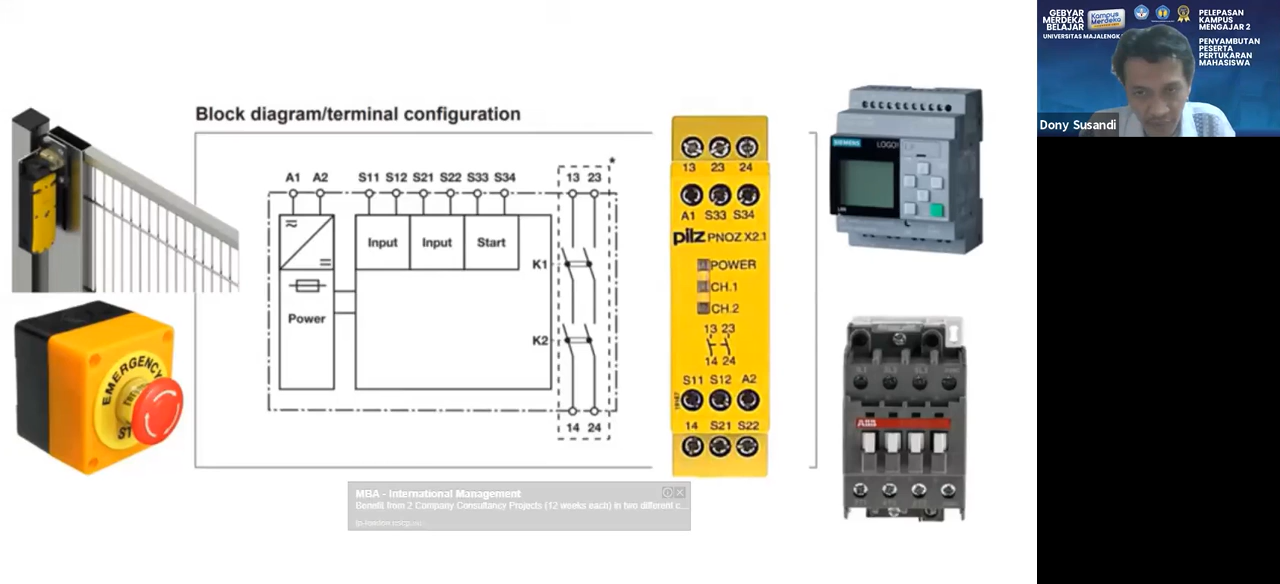 Block diagram/terminal configuration
A1 A2 S11 S12 S21 S22 S33 S34 13 23
*
Input Input Start
K1
Power
K2
14 24
EMERGENCY
13 23 24
A1 S33 S34
pilz PNOZ X2.1
POWER
CH.1
CH.2
13 23
14 24
S11 S12 A2
14 S21 S22
SIEMENS LOGO!
ABB
MBA - International Management
Benefit from 2 Company Consultancy Projects (12 weeks each) in two different c...
GEBYAR
MERDEKA
BELAJAR
Kampus
Merdeka
PELEPASAN
KAMPUS
MENGAJAR 2
PENYAMBUTAN
PESERTA
PERTUKARAN
MAHASISWA
Dony Susandi